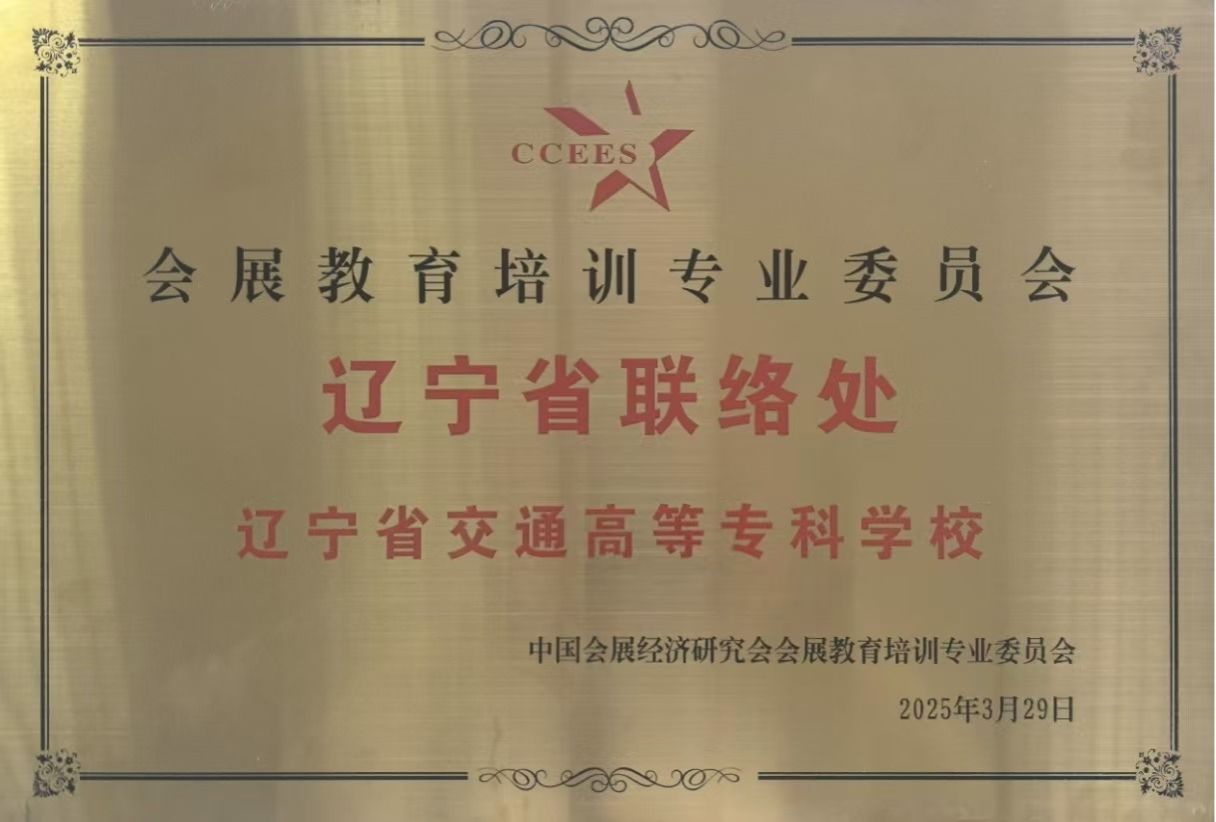 CCEES
会展教育培训专业委员会
辽宁省联络处
辽宁省交通高等专科学校
中国会展经济研究会会展教育培训专业委员会
2025年3月29日